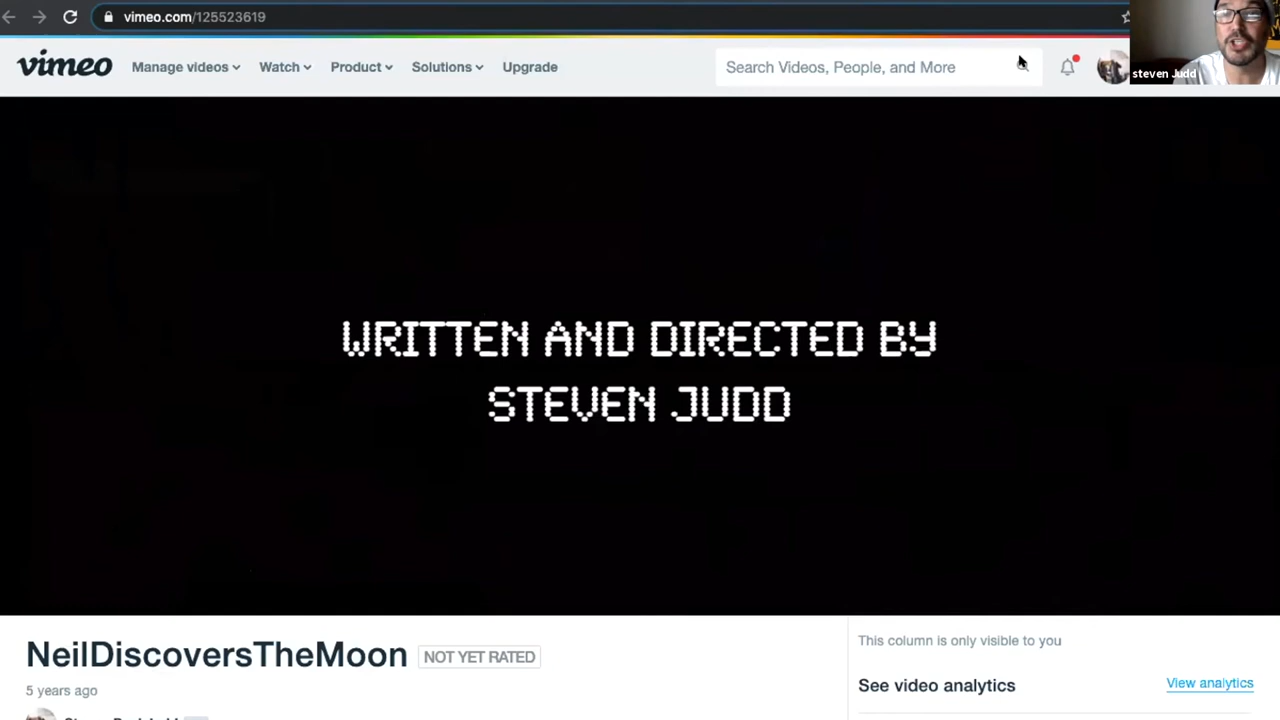 vimeo.com/125523619
vimeo Manage videos Watch Product Solutions Upgrade Search Videos, People, and More
steven Judd
WRITTEN AND DIRECTED BY
STEVEN JUDD
NeilDiscoversTheMoon NOT YET RATED
5 years ago
This column is only visible to you
See video analytics View analytics